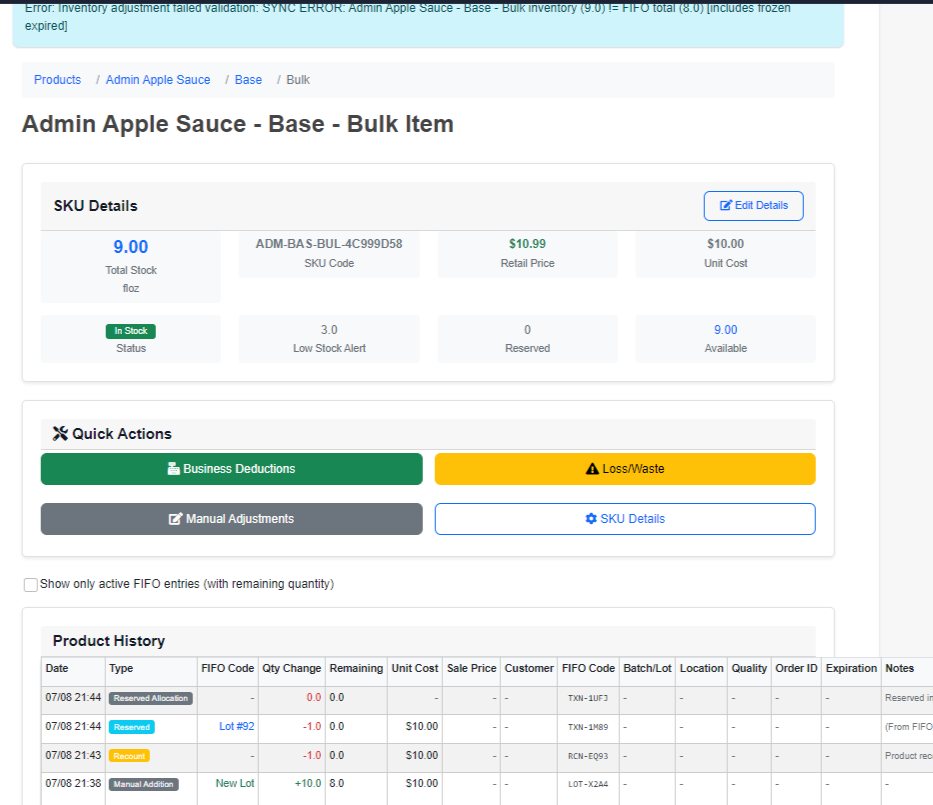 Error: Inventory adjustment failed validation: SYNC ERROR: Admin Apple Sauce - Base - Bulk inventory (9.0) != FIFO total (8.0) [includes frozen
expired]
Products / Admin Apple Sauce / Base / Bulk
Admin Apple Sauce - Base - Bulk Item
SKU Details
Edit Details
9.00
Total Stock
floz
ADM-BAS-BUL-4C999D58
SKU Code
$10.99
Retail Price
$10.00
Unit Cost
In Stock
Status
3.0
Low Stock Alert
0
Reserved
9.00
Available
Quick Actions
Business Deductions
Loss/Waste
Manual Adjustments
SKU Details
Show only active FIFO entries (with remaining quantity)
Product History
Date Type FIFO Code Qty Change Remaining Unit Cost Sale Price Customer FIFO Code Batch/Lot Location Quality Order ID Expiration Notes
07/08 21:44 Reserved Allocation - 0.0 0.0 - - - TXN-1UFJ - - - - - Reserved in
07/08 21:44 Reserved Lot #92 -1.0 0.0 $10.00 - - TXN-1M89 - - - - - (From FIFO
07/08 21:43 Recount - -1.0 0.0 $10.00 - - RCN-EQ93 - - - - - Product reco
07/08 21:38 Manual Addition New Lot +10.0 8.0 $10.00 - - LOT-X2A4 - - - - - -